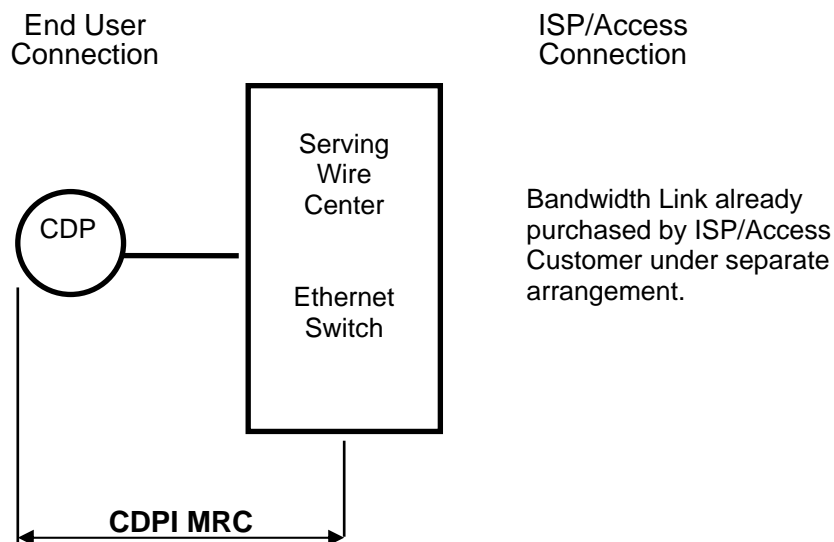 End User
Connection
ISP/Access
Connection
Serving
Wire
Center
CDP
Bandwidth Link already
purchased by ISP/Access
Customer under separate
arrangement.
Ethernet
Switch
CDPI MRC